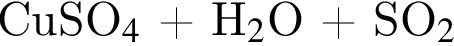 CuSO₄ + H₂O + SO₂